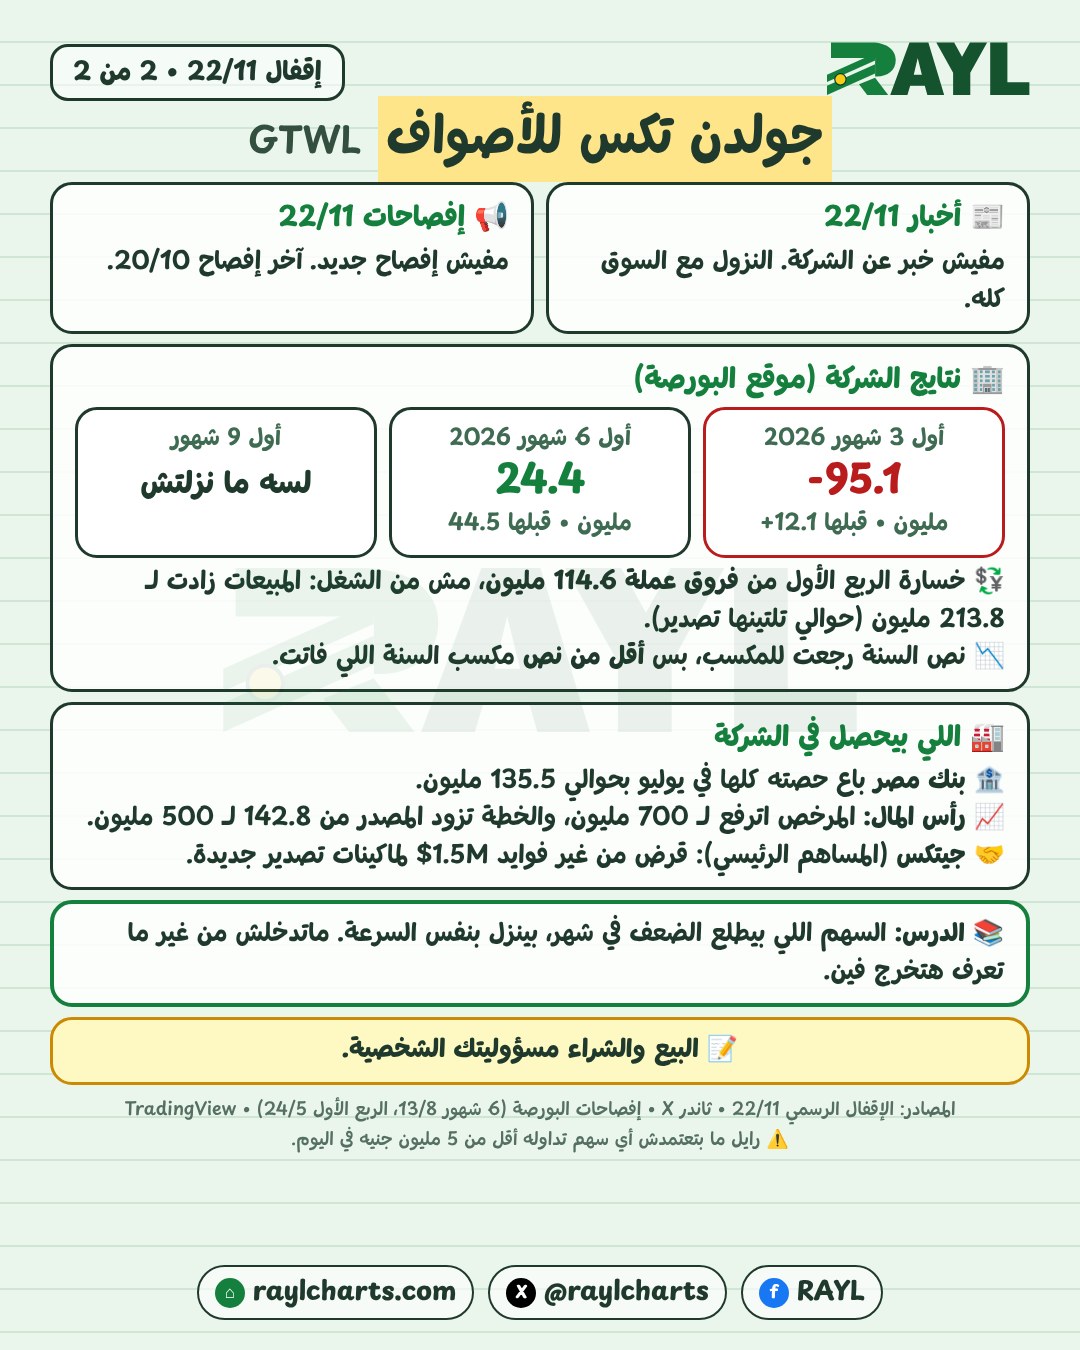 RAYL
إقفال 22/11 • 2 من 2
جولدن تكس للأصواف GTWL
📰 أخبار 22/11
مفيش خبر عن الشركة. النزول مع السوق
كله.
📢 إفصاحات 22/11
مفيش إفصاح جديد. آخر إفصاح 20/10.
🏢 نتايج الشركة (موقع البورصة)
أول 3 شهور 2026
-95.1
مليون • قبلها 12.1+
أول 6 شهور 2026
24.4
مليون • قبلها 44.5
أول 9 شهور
لسه ما نزلتش
💱 خسارة الربع الأول من فروق عملة 114.6 مليون، مش من الشغل: المبيعات زادت لـ
213.8 مليون (حوالي تلتينها تصدير).
📉 نص السنة رجعت للمكسب، بس أقل من نص مكسب السنة اللي فاتت.
🏭 اللي بيحصل في الشركة
🏦 بنك مصر باع حصته كلها في يوليو بحوالي 135.5 مليون.
📈 رأس المال: المرخص اترفع لـ 700 مليون، والخطة تزود المصدر من 142.8 لـ 500 مليون.
🤝 جيتكس (المساهم الرئيسي): قرض من غير فوايد $1.5M لماكينات تصدير جديدة.
📚 الدرس: السهم اللي بيطلع الضعف في شهر، بينزل بنفس السرعة. ماتدخلش من غير ما
تعرف هتخرج فين.
📝 البيع والشراء مسؤوليتك الشخصية.
المصادر: الإقفال الرسمي 22/11 • ثاندر X • إفصاحات البورصة (6 شهور 13/8، الربع الأول 24/5) • TradingView
⚠️ رايل ما بتعتمدش أي سهم تداوله أقل من 5 مليون جنيه في اليوم.
raylcharts.com
X @raylcharts
f RAYL